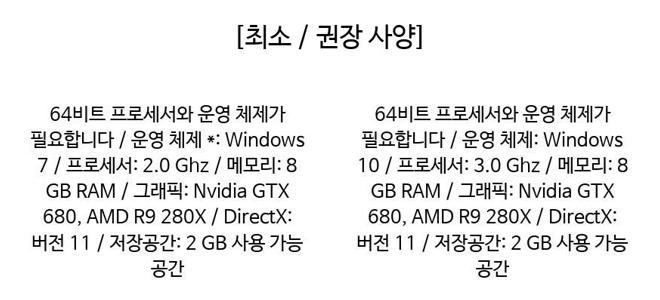 [최소 / 권장 사양]
64비트 프로세서와 운영 체제가
필요합니다 / 운영 체제 *: Windows
7 / 프로세서: 2.0 Ghz / 메모리: 8
GB RAM / 그래픽: Nvidia GTX
680, AMD R9 280X / DirectX:
버전 11 / 저장공간: 2 GB 사용 가능
공간
64비트 프로세서와 운영 체제가
필요합니다 / 운영 체제: Windows
10 / 프로세서: 3.0 Ghz / 메모리: 8
GB RAM / 그래픽: Nvidia GTX
680, AMD R9 280X / DirectX:
버전 11 / 저장공간: 2 GB 사용 가능
공간